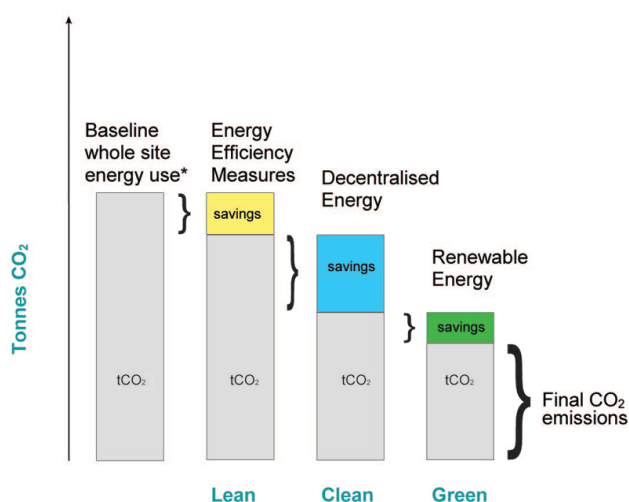 Baseline
whole site
energy use*
Energy
Efficiency
Measures
Decentralised
Energy
Renewable
Energy
savings
savings
savings
tCO₂
tCO₂
tCO₂
tCO₂
Final CO₂
emissions
Tonnes CO₂
Lean
Clean
Green